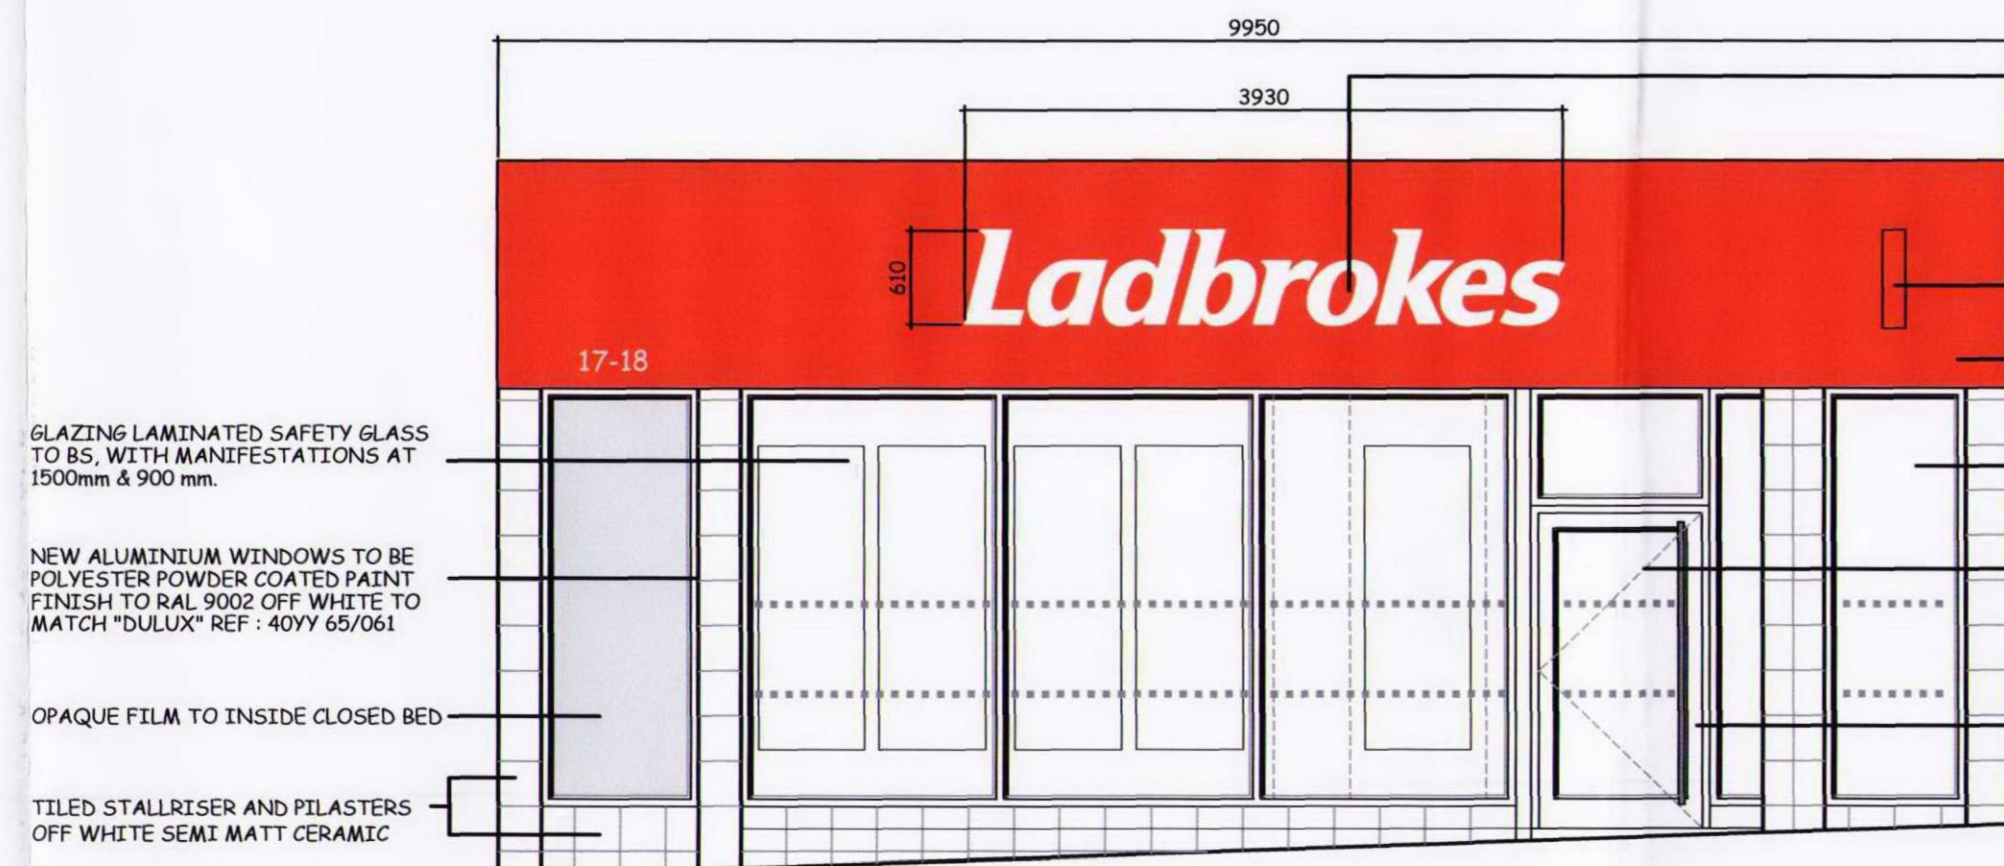 9950
3930
610
Ladbrokes
17-18
GLAZING LAMINATED SAFETY GLASS
TO BS, WITH MANIFESTATIONS AT
1500mm & 900 mm.
NEW ALUMINIUM WINDOWS TO BE
POLYESTER POWDER COATED PAINT
FINISH TO RAL 9002 OFF WHITE TO
MATCH "DULUX" REF : 40YY 65/061
OPAQUE FILM TO INSIDE CLOSED BED
TILED STALLRISER AND PILASTERS
OFF WHITE SEMI MATT CERAMIC